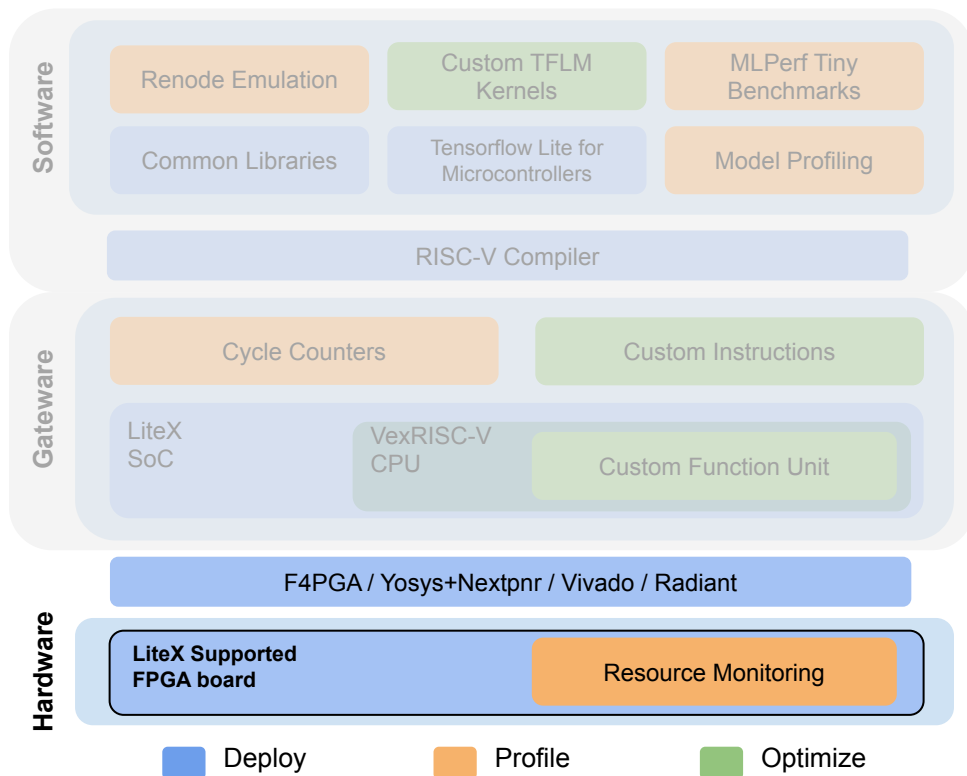 Software
Renode Emulation
Custom TFLM
Kernels
MLPerf Tiny
Benchmarks
Common Libraries
Tensorflow Lite for
Microcontrollers
Model Profiling
RISC-V Compiler
Gateware
Cycle Counters
Custom Instructions
LiteX
SoC
VexRISC-V
CPU
Custom Function Unit
F4PGA / Yosys+Nextpnr / Vivado / Radiant
Hardware
LiteX Supported
FPGA board
Resource Monitoring
Deploy
Profile
Optimize